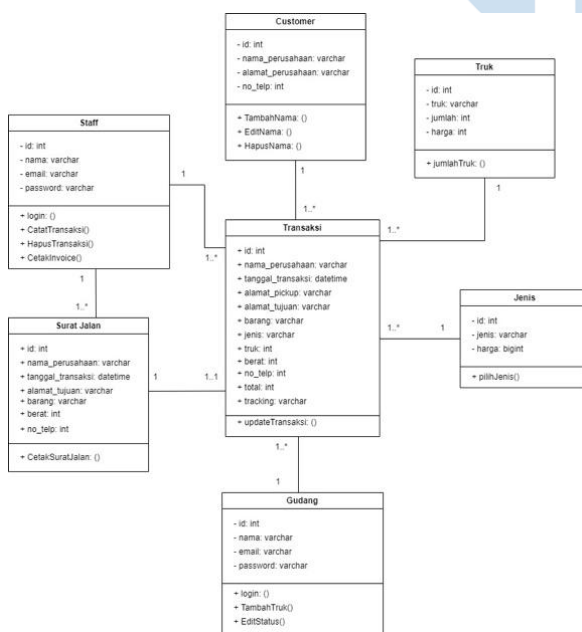 Customer
- id: int
- nama_perusahaan: varchar
- alamat_perusahaan: varchar
- no_telp: int
+ TambahNama: ()
+ EditNama: ()
+ HapusNama: ()
Truk
- id: int
- truk: varchar
- jumlah: int
- harga: int
+ jumlahTruk: ()
Staff
- id: int
- nama: varchar
- email: varchar
- password: varchar
+ login: ()
+ CatatTransaksi()
+ HapusTransaksi()
+ CetakInvoice()
1
1
1
1..*
1..*
1..*
Transaksi
+ id: int
+ nama_perusahaan: varchar
+ tanggal_transaksi: datetime
+ alamat_pickup: varchar
+ alamat_tujuan: varchar
+ barang: varchar
+ jenis: varchar
+ truk: int
+ berat: int
+ no_telp: int
+ total: int
+ tracking: varchar
+ updateTransaksi: ()
1
1..*
Jenis
- id: int
- jenis: varchar
- harga: bigint
+ pilihJenis()
1..*
1
Surat Jalan
+ id: int
+ nama_perusahaan: varchar
+ tanggal_transaksi: datetime
+ alamat_tujuan: varchar
+ barang: varchar
+ berat: int
+ no_telp: int
+ CetakSuratJalan: ()
1
1..1
1..*
1
Gudang
- id: int
- nama: varchar
- email: varchar
- password: varchar
+ login: ()
+ TambahTruk()
+ EditStatus()